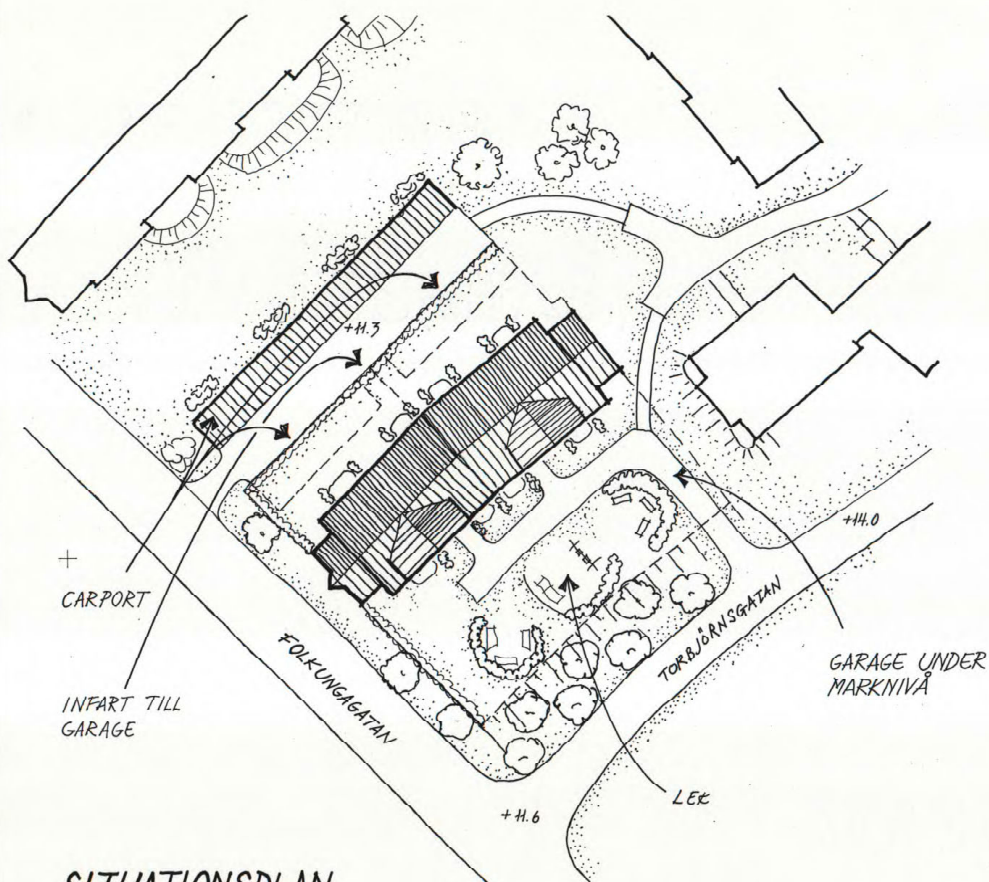 +11.3
+14.0
CARPORT
FOLKUNGAGATAN
TORBJÖRNSGATAN
GARAGE UNDER
MARKNIVÅ
INFART TILL
GARAGE
LEK
+11.6
SITUATIONSPLAN